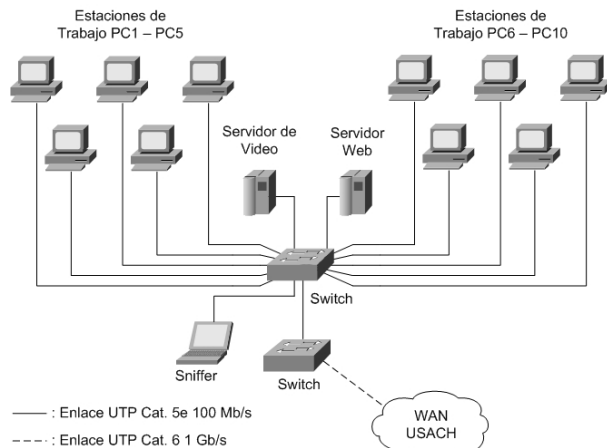 Estaciones de
Trabajo PC1 – PC5
Estaciones de
Trabajo PC6 – PC10
Servidor de
Video
Servidor
Web
Switch
Sniffer
Switch
WAN
USACH
: Enlace UTP Cat. 5e 100 Mb/s
: Enlace UTP Cat. 6 1 Gb/s